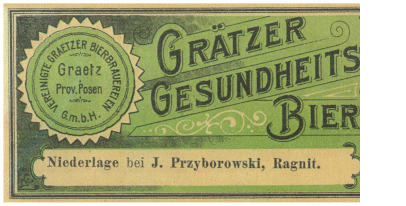 VEREINIGTE GRAETZER BIERBRAUEREIEN
Graetz
Prov. Posen
G.m.b.H.
GRÄTZER
GESUNDHEITS
BIER
Niederlage bei J. Przyborowski, Ragnit.